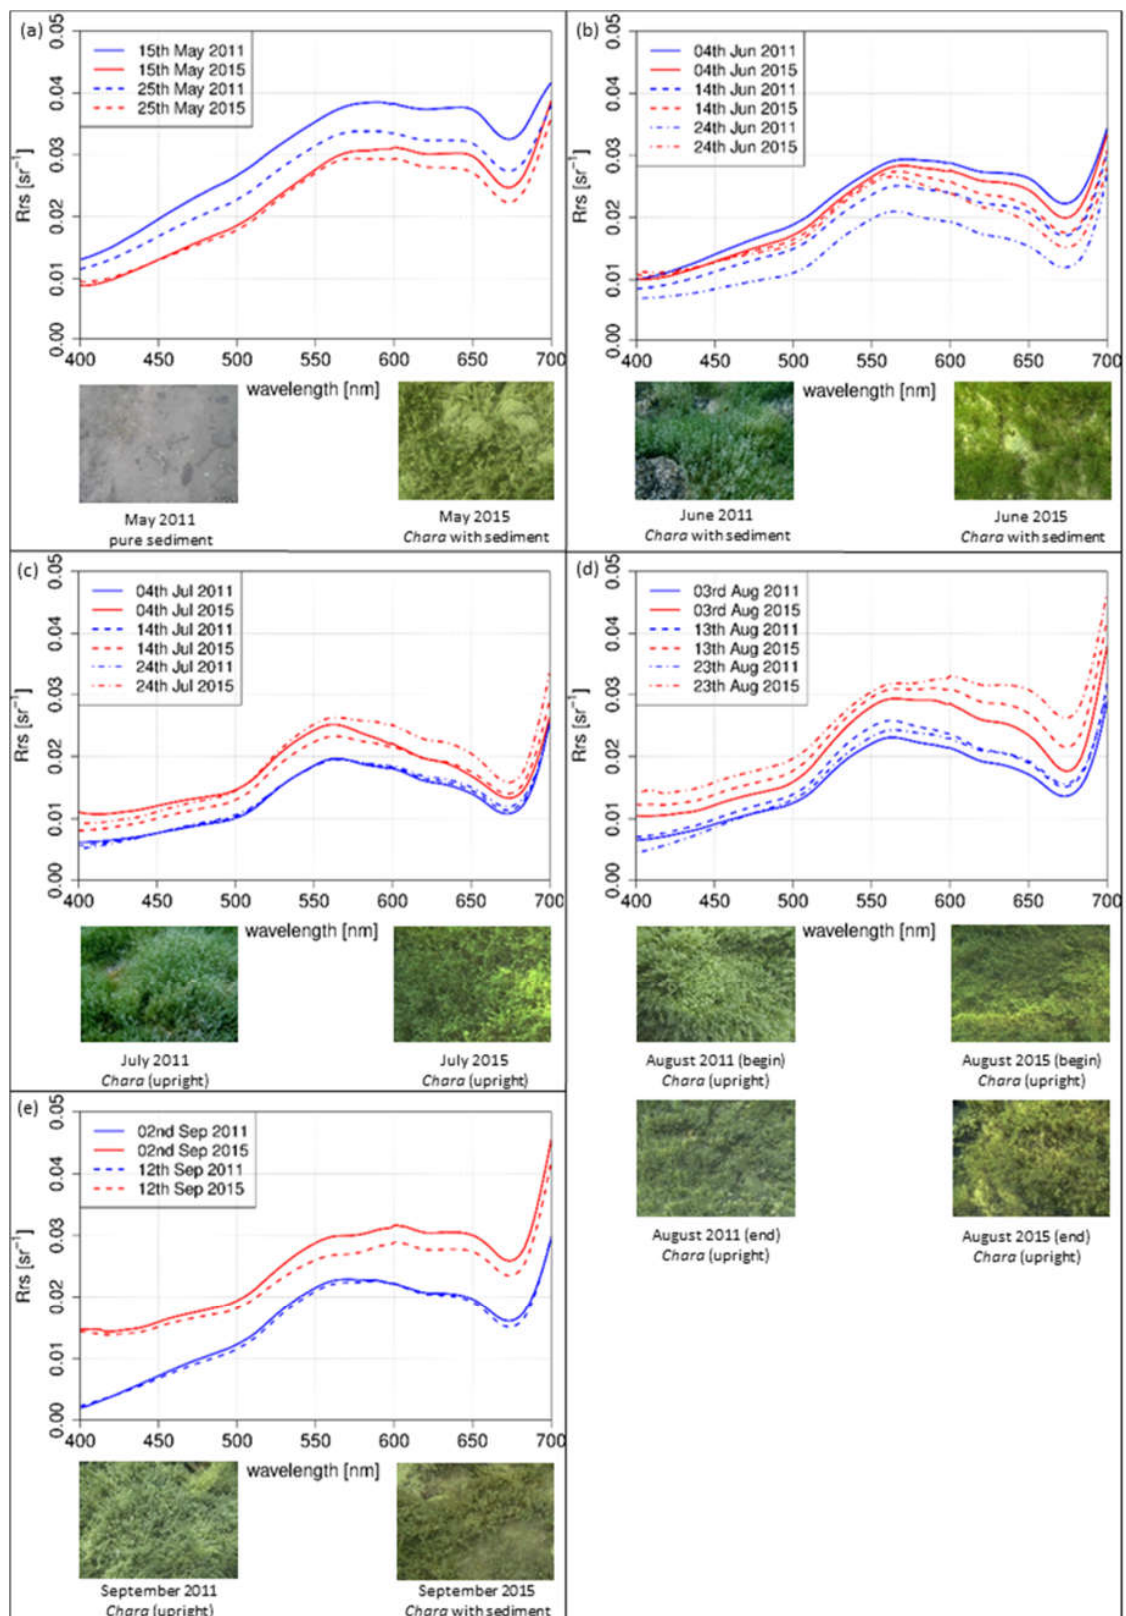 (a)
0.05
0.04
0.03
0.02
0.01
0.00
Rrs [sr⁻¹]
15th May 2011
15th May 2015
25th May 2011
25th May 2015
400 450 500 550 600 650 700
wavelength [nm]
May 2011
pure sediment
May 2015
Chara with sediment
(b)
0.05
0.04
0.03
0.02
0.01
0.00
Rrs [sr⁻¹]
04th Jun 2011
04th Jun 2015
14th Jun 2011
14th Jun 2015
24th Jun 2011
24th Jun 2015
400 450 500 550 600 650 700
wavelength [nm]
June 2011
Chara with sediment
June 2015
Chara with sediment
(c)
0.05
0.04
0.03
0.02
0.01
0.00
Rrs [sr⁻¹]
04th Jul 2011
04th Jul 2015
14th Jul 2011
14th Jul 2015
24th Jul 2011
24th Jul 2015
400 450 500 550 600 650 700
wavelength [nm]
July 2011
Chara (upright)
July 2015
Chara (upright)
(d)
0.05
0.04
0.03
0.02
0.01
0.00
Rrs [sr⁻¹]
03rd Aug 2011
03rd Aug 2015
13th Aug 2011
13th Aug 2015
23th Aug 2011
23th Aug 2015
400 450 500 550 600 650 700
wavelength [nm]
August 2011 (begin)
Chara (upright)
August 2015 (begin)
Chara (upright)
August 2011 (end)
Chara (upright)
August 2015 (end)
Chara (upright)
(e)
0.05
0.04
0.03
0.02
0.01
0.00
Rrs [sr⁻¹]
02nd Sep 2011
02nd Sep 2015
12th Sep 2011
12th Sep 2015
400 450 500 550 600 650 700
wavelength [nm]
September 2011
Chara (upright)
September 2015
Chara with sediment